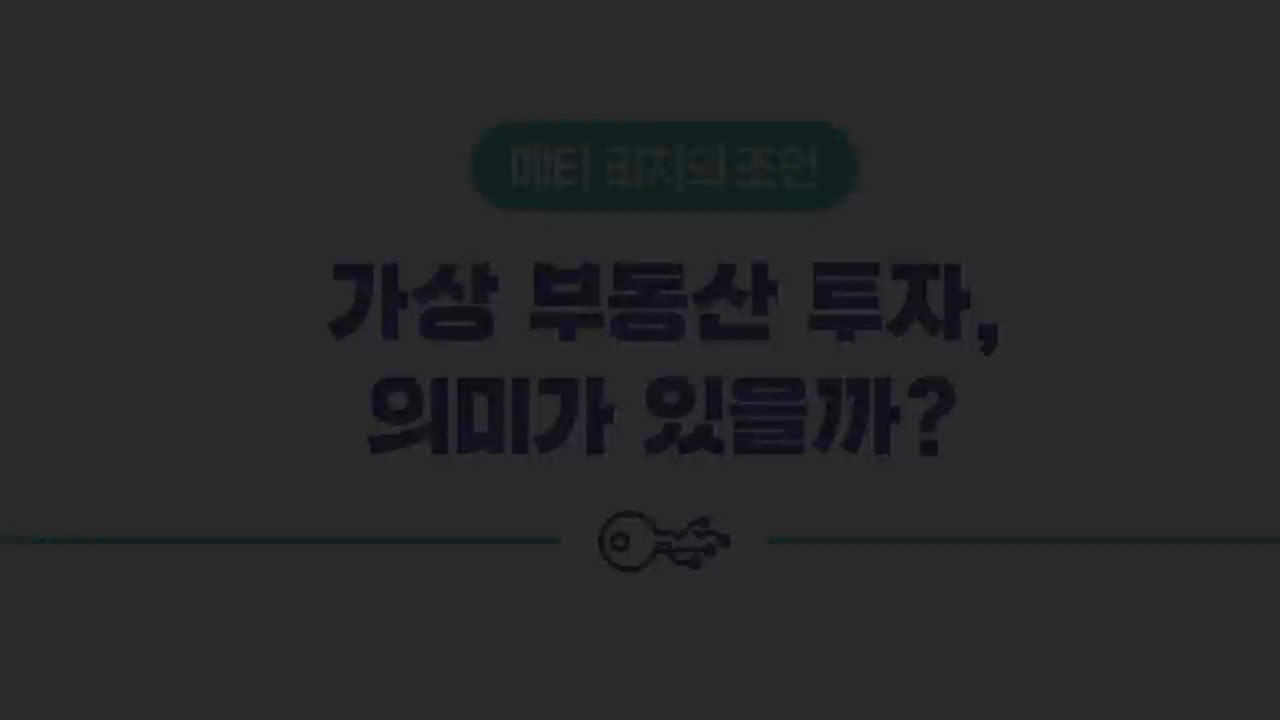 메티 리치의 조언
가상 부동산 투자,
의미가 있을까?